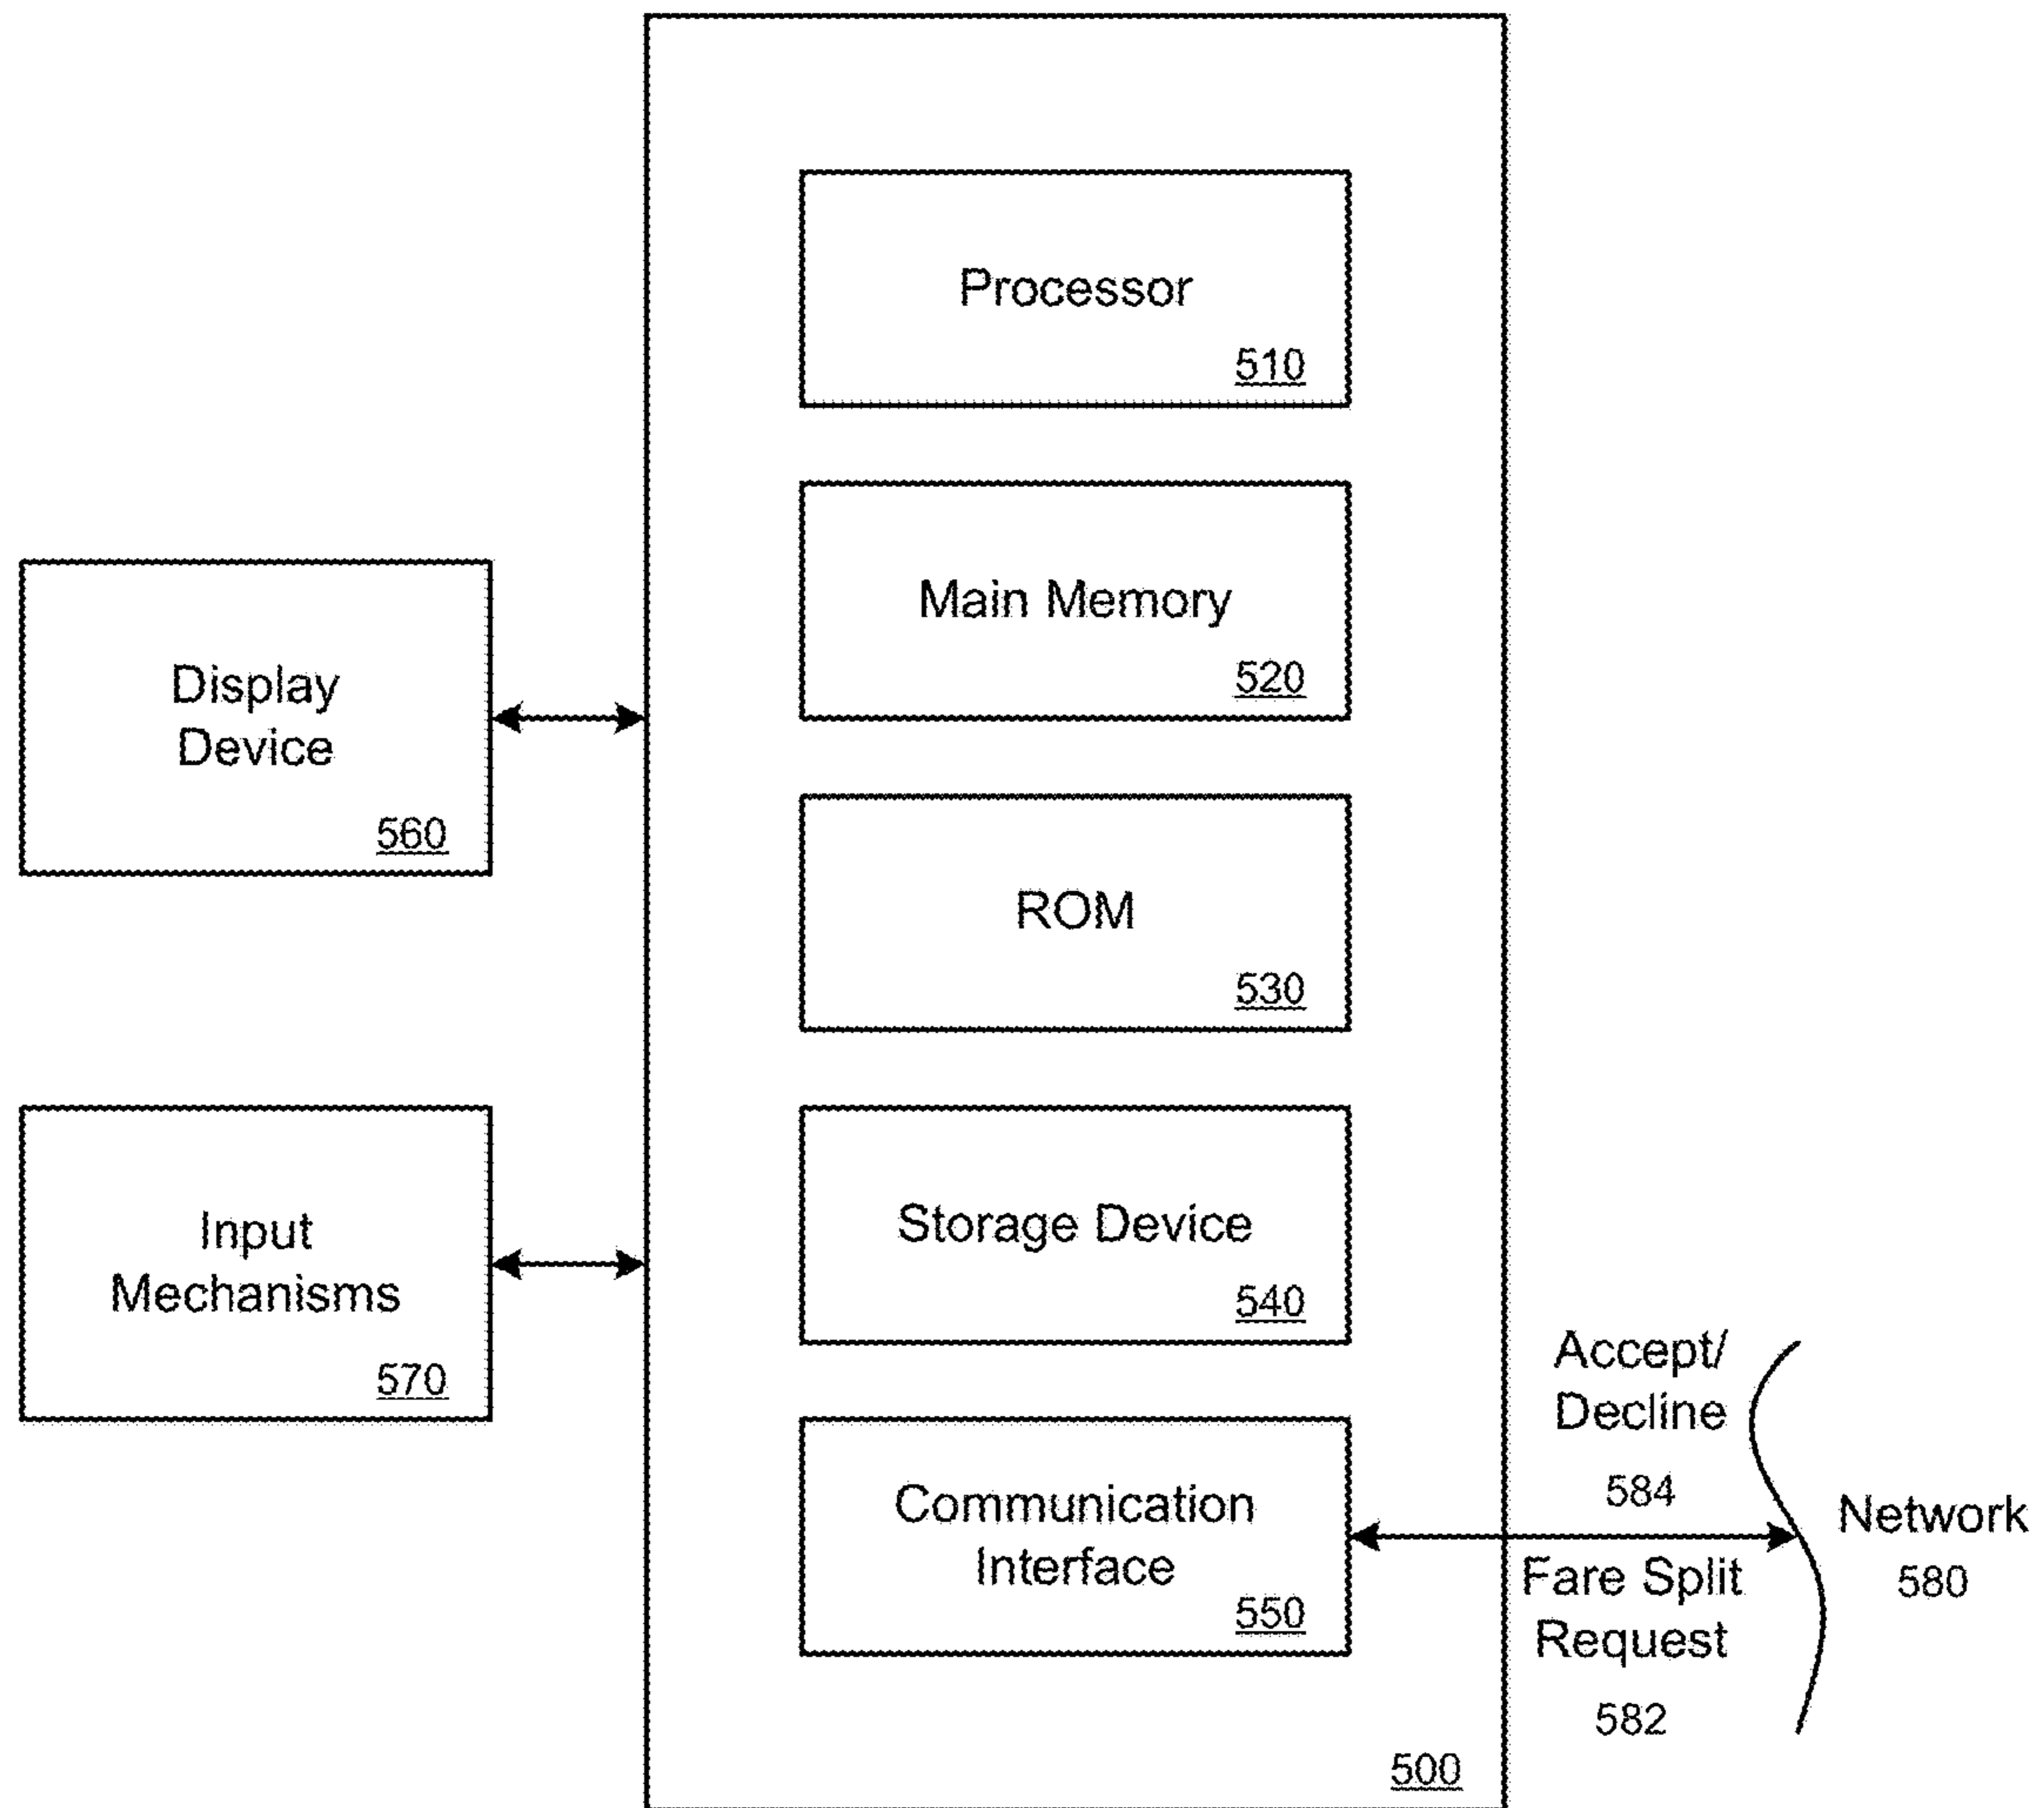 Processor
510
Main Memory
520
Display
Device
560
ROM
530
Input
Mechanisms
570
Storage Device
540
Communication
Interface
550
Accept/
Decline
584
Fare Split
Request
582
Network
580
500